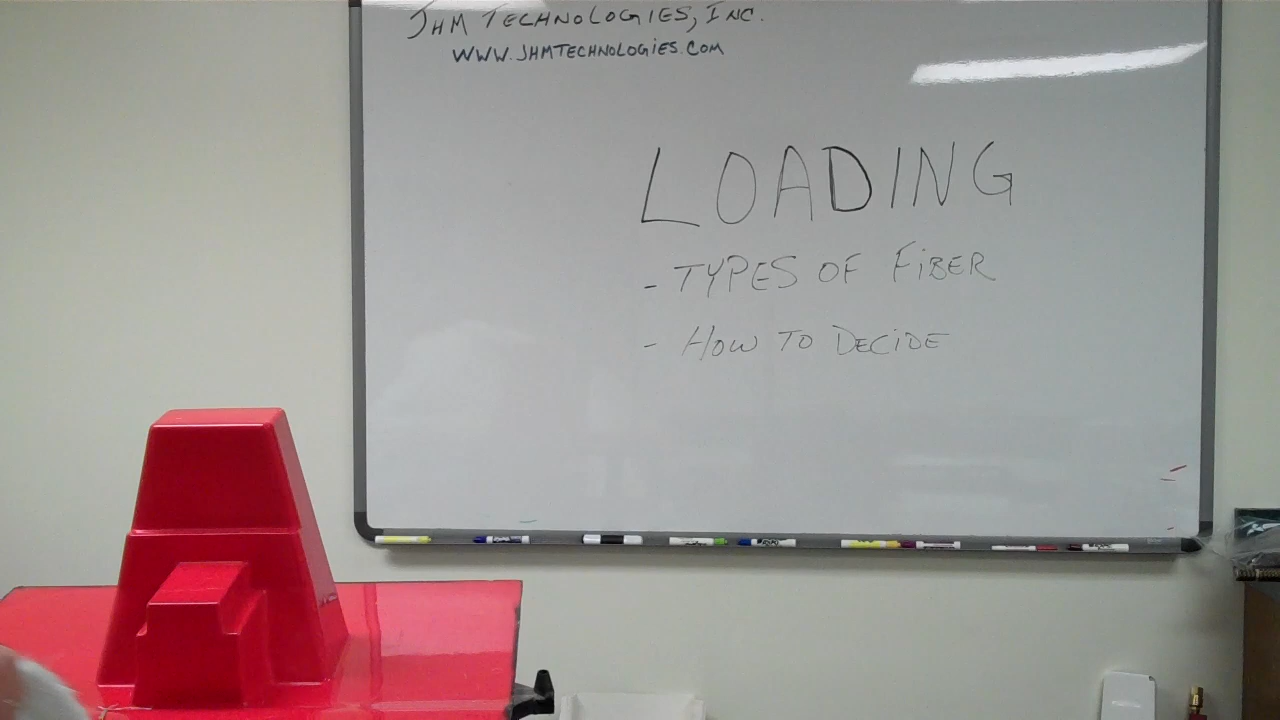 JHM TECHNOLOGIES, INC.
WWW.JHMTECHNOLOGIES.COM
LOADING
- TYPES OF FIBER
- HOW TO DECIDE